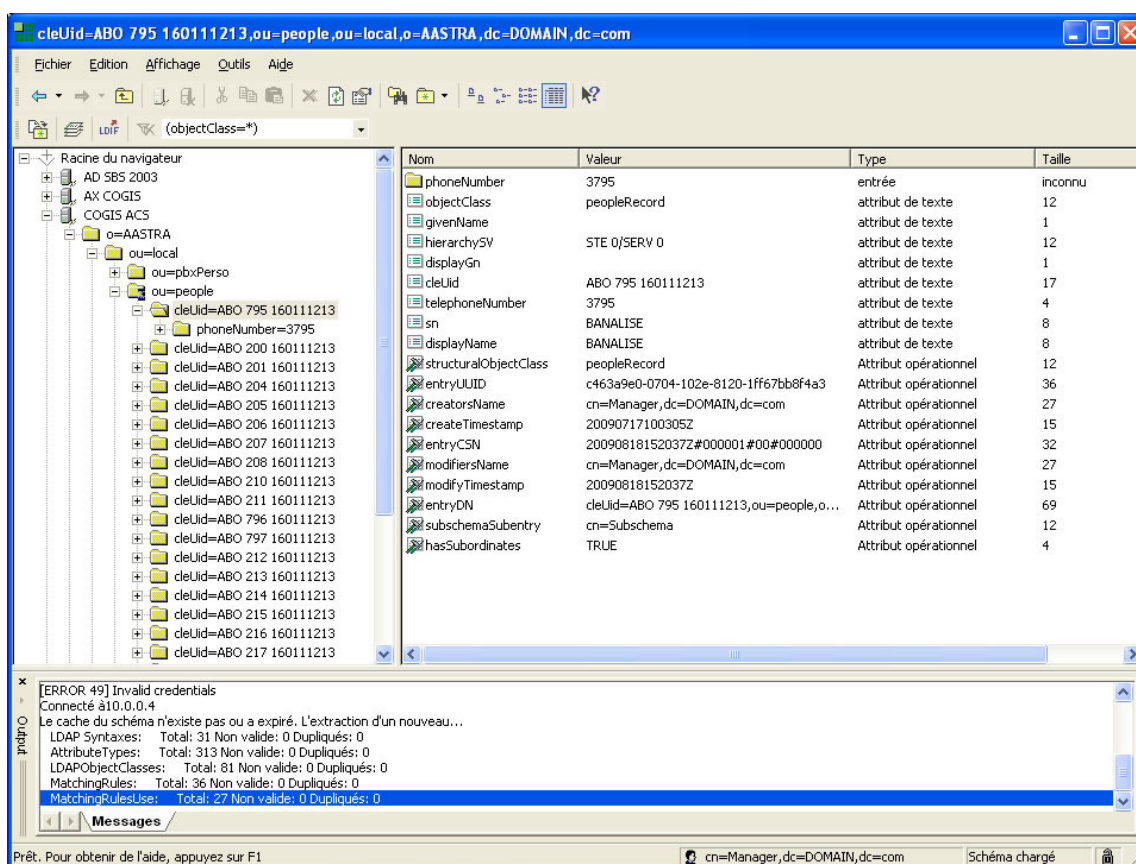 cleUid=ABO 795 160111213,ou=people,ou=local,o=AASTRA,dc=DOMAIN,dc=com
Fichier Edition Affichage Outils Aide
LDIF (objectClass=*)
Racine du navigateur
AD SBS 2003
AX COGIS
COGIS ACS
o=AASTRA
ou=local
ou=pbxPerso
ou=people
cleUid=ABO 795 160111213
phoneNumber=3795
cleUid=ABO 200 160111213
cleUid=ABO 201 160111213
cleUid=ABO 204 160111213
cleUid=ABO 205 160111213
cleUid=ABO 206 160111213
cleUid=ABO 207 160111213
cleUid=ABO 208 160111213
cleUid=ABO 210 160111213
cleUid=ABO 211 160111213
cleUid=ABO 796 160111213
cleUid=ABO 797 160111213
cleUid=ABO 212 160111213
cleUid=ABO 213 160111213
cleUid=ABO 214 160111213
cleUid=ABO 215 160111213
cleUid=ABO 216 160111213
cleUid=ABO 217 160111213
Nom Valeur Type Taille
phoneNumber 3795 entrée inconnu
objectClass peopleRecord attribut de texte 12
givenName attribut de texte 1
hierarchySV STE 0/SERV 0 attribut de texte 12
displayGn attribut de texte 1
cleUid ABO 795 160111213 attribut de texte 17
telephoneNumber 3795 attribut de texte 4
sn BANALISE attribut de texte 8
displayName BANALISE attribut de texte 8
structuralObjectClass peopleRecord Attribut opérationnel 12
entryUUID c463a9e0-0704-102e-8120-1ff67bb8f4a3 Attribut opérationnel 36
creatorsName cn=Manager,dc=DOMAIN,dc=com Attribut opérationnel 27
createTimestamp 20090717100305Z Attribut opérationnel 15
entryCSN 20090818152037Z#000001#00#000000 Attribut opérationnel 32
modifiersName cn=Manager,dc=DOMAIN,dc=com Attribut opérationnel 27
modifyTimestamp 20090818152037Z Attribut opérationnel 15
entryDN cleUid=ABO 795 160111213,ou=people,o... Attribut opérationnel 69
subschemaSubentry cn=Subschema Attribut opérationnel 12
hasSubordinates TRUE Attribut opérationnel 4
Output
[ERROR 49] Invalid credentials
Connecté à10.0.0.4
Le cache du schéma n'existe pas ou a expiré. L'extraction d'un nouveau...
LDAP Syntaxes: Total: 31 Non valide: 0 Dupliqués: 0
AttributeTypes: Total: 313 Non valide: 0 Dupliqués: 0
LDAPObjectClasses: Total: 81 Non valide: 0 Dupliqués: 0
MatchingRules: Total: 36 Non valide: 0 Dupliqués: 0
MatchingRulesUse: Total: 27 Non valide: 0 Dupliqués: 0
Messages
Prêt. Pour obtenir de l'aide, appuyez sur F1 cn=Manager,dc=DOMAIN,dc=com Schéma chargé